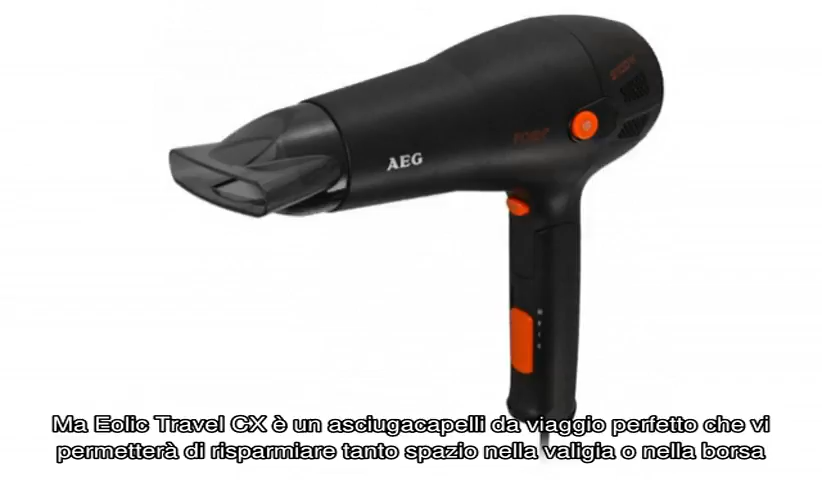 AEG
Ma Eolic Travel CX è un asciugacapelli da viaggio perfetto che vi
permetterà di risparmiare tanto spazio nella valigia o nella borsa